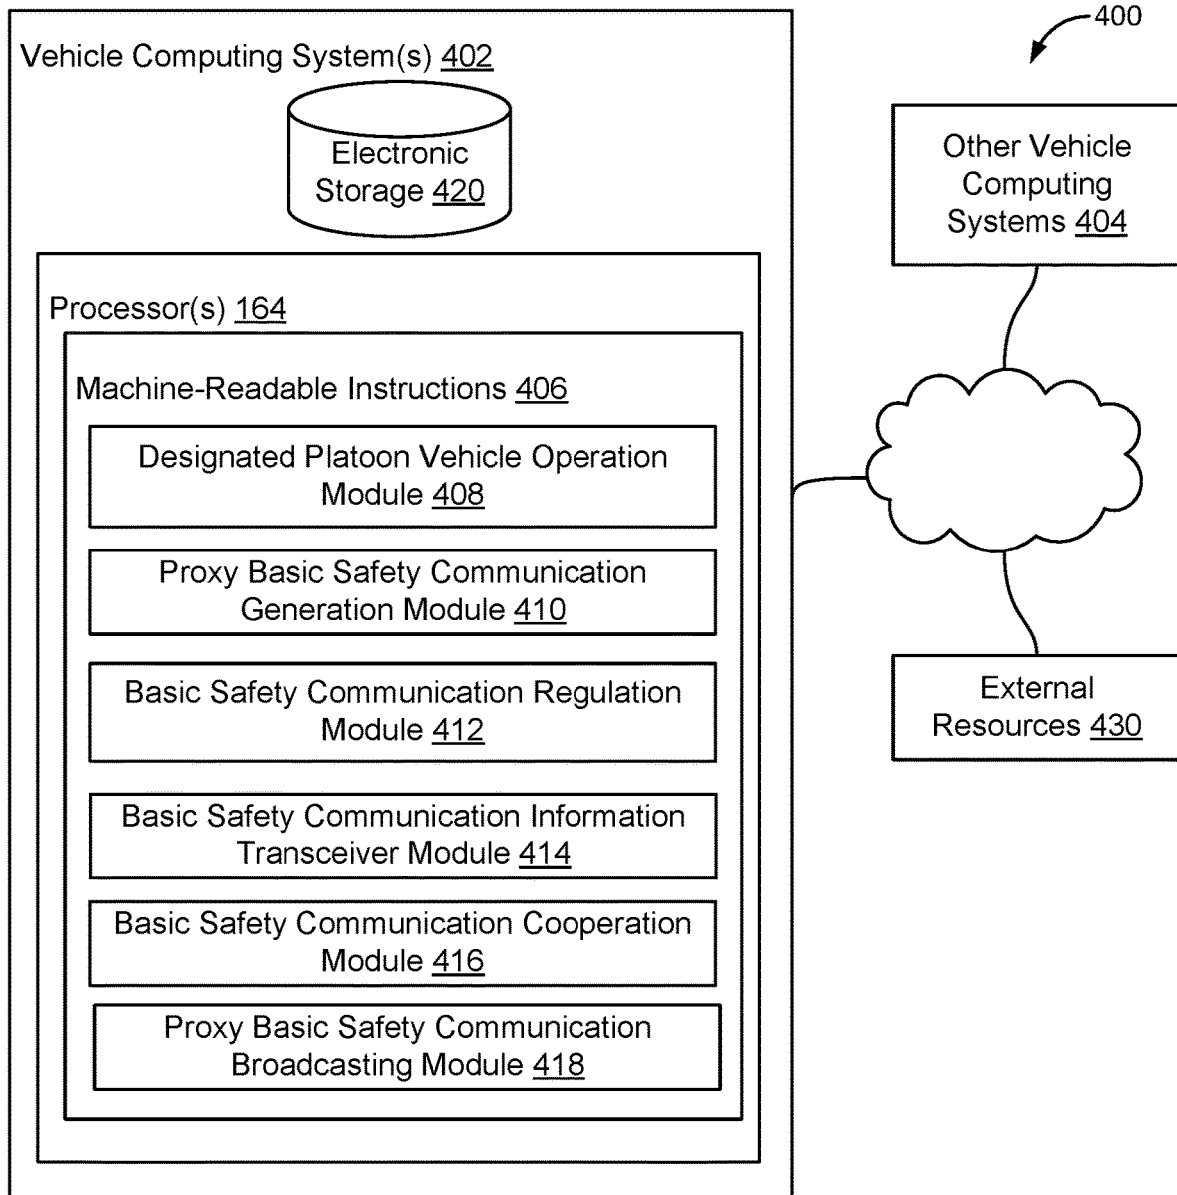 400
Vehicle Computing System(s) 402
Electronic
Storage 420
Processor(s) 164
Machine-Readable Instructions 406
Designated Platoon Vehicle Operation
Module 408
Proxy Basic Safety Communication
Generation Module 410
Basic Safety Communication Regulation
Module 412
Basic Safety Communication Information
Transceiver Module 414
Basic Safety Communication Cooperation
Module 416
Proxy Basic Safety Communication
Broadcasting Module 418
Other Vehicle
Computing
Systems 404
External
Resources 430